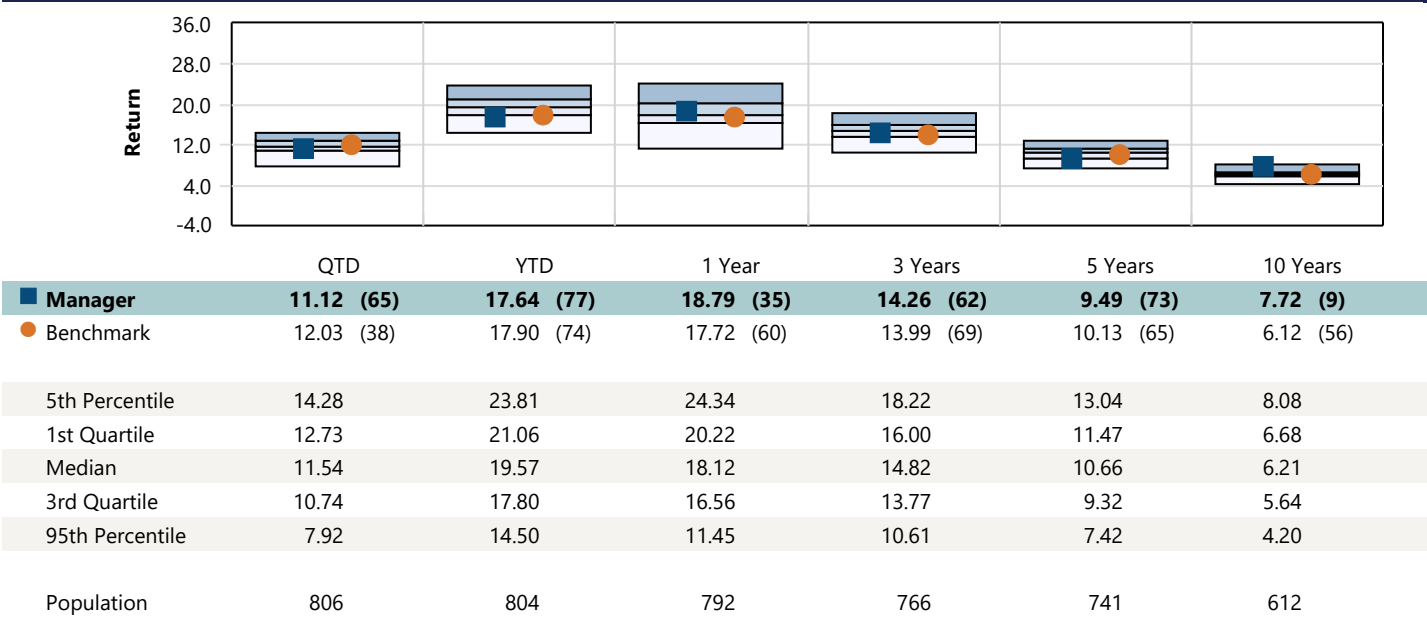 36.0
28.0
20.0
12.0
4.0
-4.0
Return
QTD YTD 1 Year 3 Years 5 Years 10 Years
Manager 11.12 (65) 17.64 (77) 18.79 (35) 14.26 (62) 9.49 (73) 7.72 (9)
Benchmark 12.03 (38) 17.90 (74) 17.72 (60) 13.99 (69) 10.13 (65) 6.12 (56)
5th Percentile 14.28 23.81 24.34 18.22 13.04 8.08
1st Quartile 12.73 21.06 20.22 16.00 11.47 6.68
Median 11.54 19.57 18.12 14.82 10.66 6.21
3rd Quartile 10.74 17.80 16.56 13.77 9.32 5.64
95th Percentile 7.92 14.50 11.45 10.61 7.42 4.20
Population 806 804 792 766 741 612